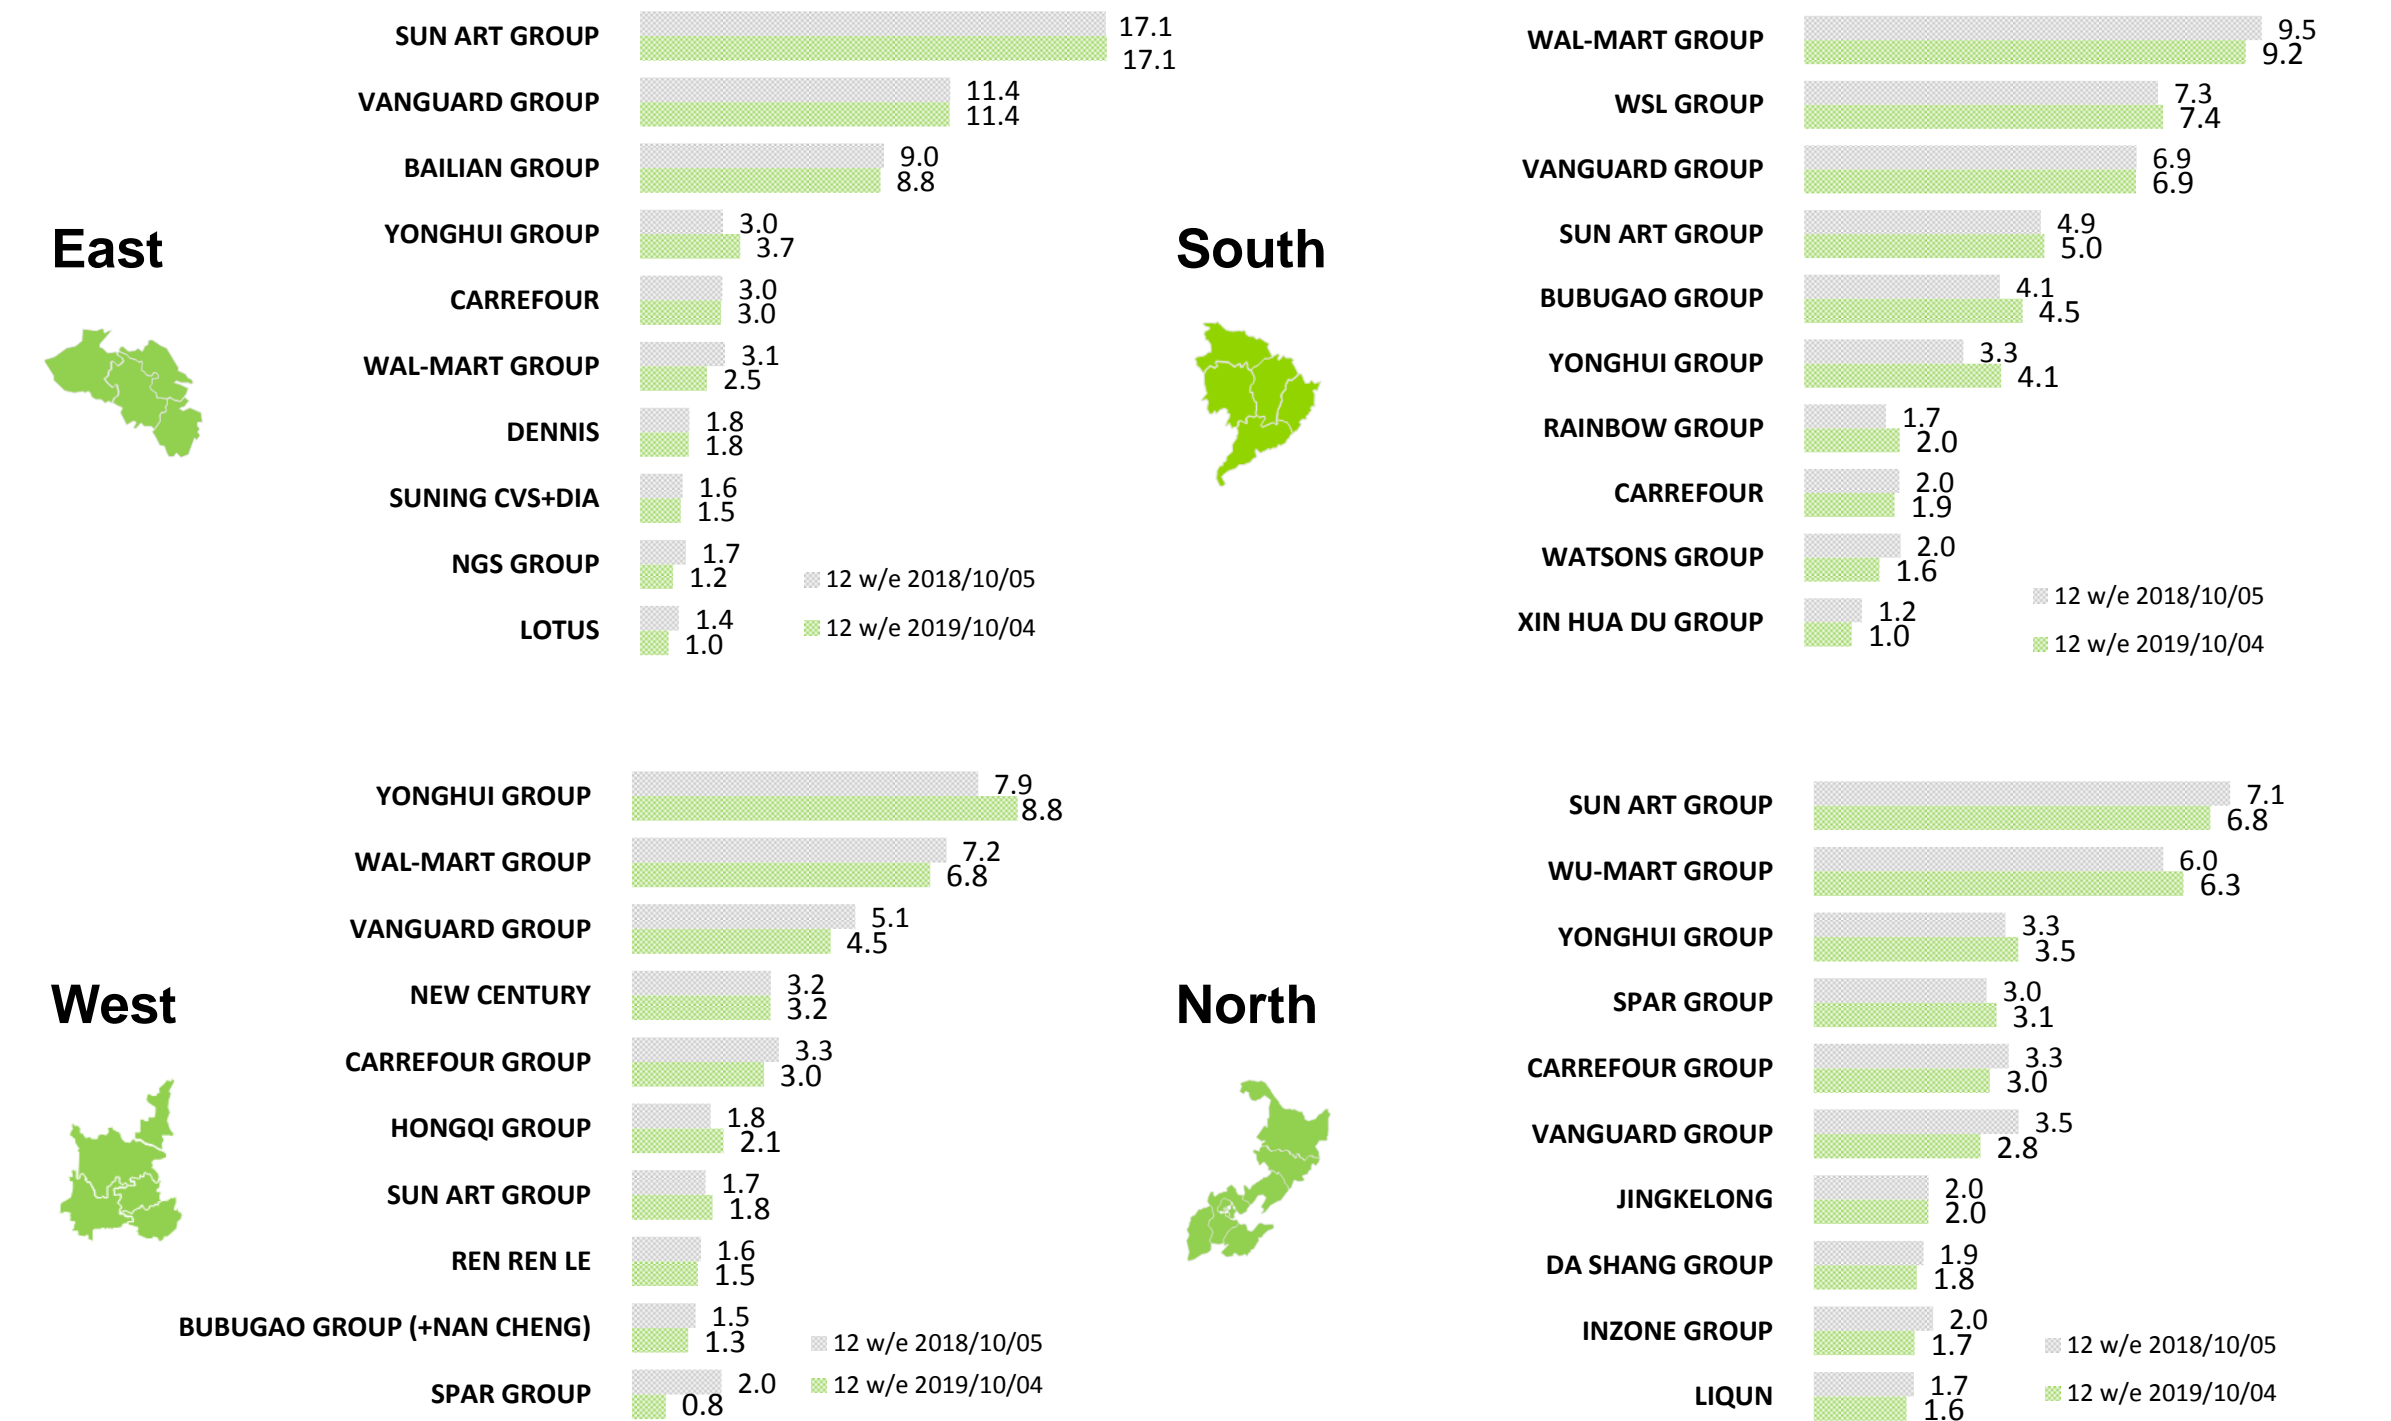 East
SUN ART GROUP 17.1
17.1
VANGUARD GROUP 11.4
11.4
BAILIAN GROUP 9.0
8.8
YONGHUI GROUP 3.0
3.7
CARREFOUR 3.0
3.0
WAL-MART GROUP 3.1
2.5
DENNIS 1.8
1.8
SUNING CVS+DIA 1.6
1.5
NGS GROUP 1.7
1.2
LOTUS 1.4
1.0
12 w/e 2018/10/05
12 w/e 2019/10/04
South
WAL-MART GROUP 9.5
9.2
WSL GROUP 7.3
7.4
VANGUARD GROUP 6.9
6.9
SUN ART GROUP 4.9
5.0
BUBUGAO GROUP 4.1
4.5
YONGHUI GROUP 3.3
4.1
RAINBOW GROUP 1.7
2.0
CARREFOUR 2.0
1.9
WATSONS GROUP 2.0
1.6
XIN HUA DU GROUP 1.2
1.0
12 w/e 2018/10/05
12 w/e 2019/10/04
West
YONGHUI GROUP 7.9
8.8
WAL-MART GROUP 7.2
6.8
VANGUARD GROUP 5.1
4.5
NEW CENTURY 3.2
3.2
CARREFOUR GROUP 3.3
3.0
HONGQI GROUP 1.8
2.1
SUN ART GROUP 1.7
1.8
REN REN LE 1.6
1.5
BUBUGAO GROUP (+NAN CHENG) 1.5
1.3
SPAR GROUP 2.0
0.8
12 w/e 2018/10/05
12 w/e 2019/10/04
North
SUN ART GROUP 7.1
6.8
WU-MART GROUP 6.0
6.3
YONGHUI GROUP 3.3
3.5
SPAR GROUP 3.0
3.1
CARREFOUR GROUP 3.3
3.0
VANGUARD GROUP 3.5
2.8
JINGKELONG 2.0
2.0
DA SHANG GROUP 1.9
1.8
INZONE GROUP 2.0
1.7
LIQUN 1.7
1.6
12 w/e 2018/10/05
12 w/e 2019/10/04